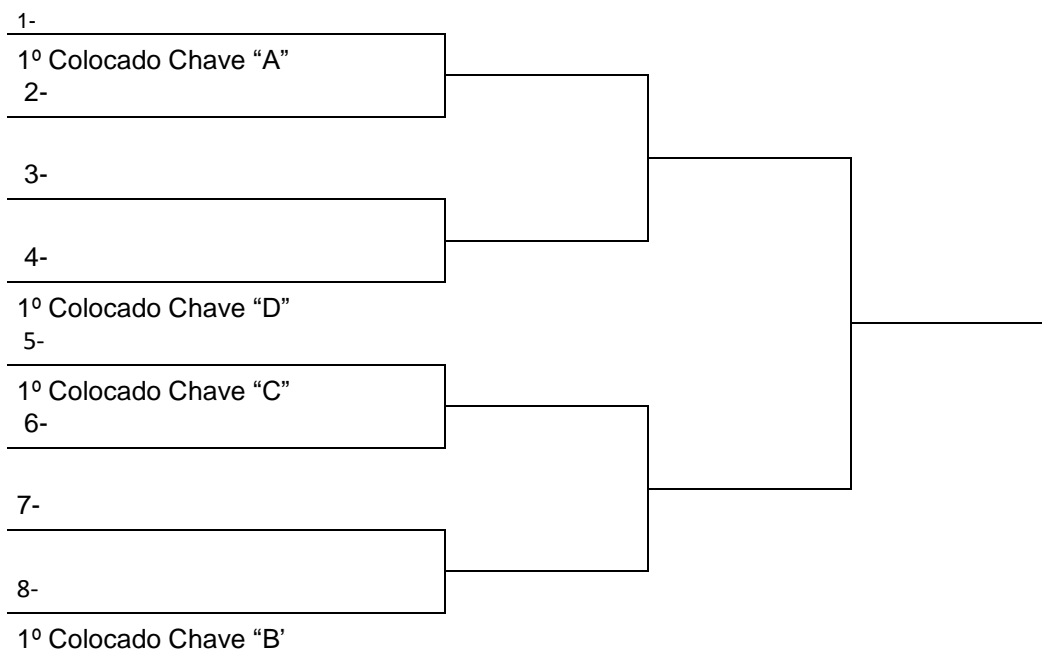 1-
1º Colocado Chave “A”
2-
3-
4-
1º Colocado Chave “D”
5-
1º Colocado Chave “C”
6-
7-
8-
1º Colocado Chave “B’